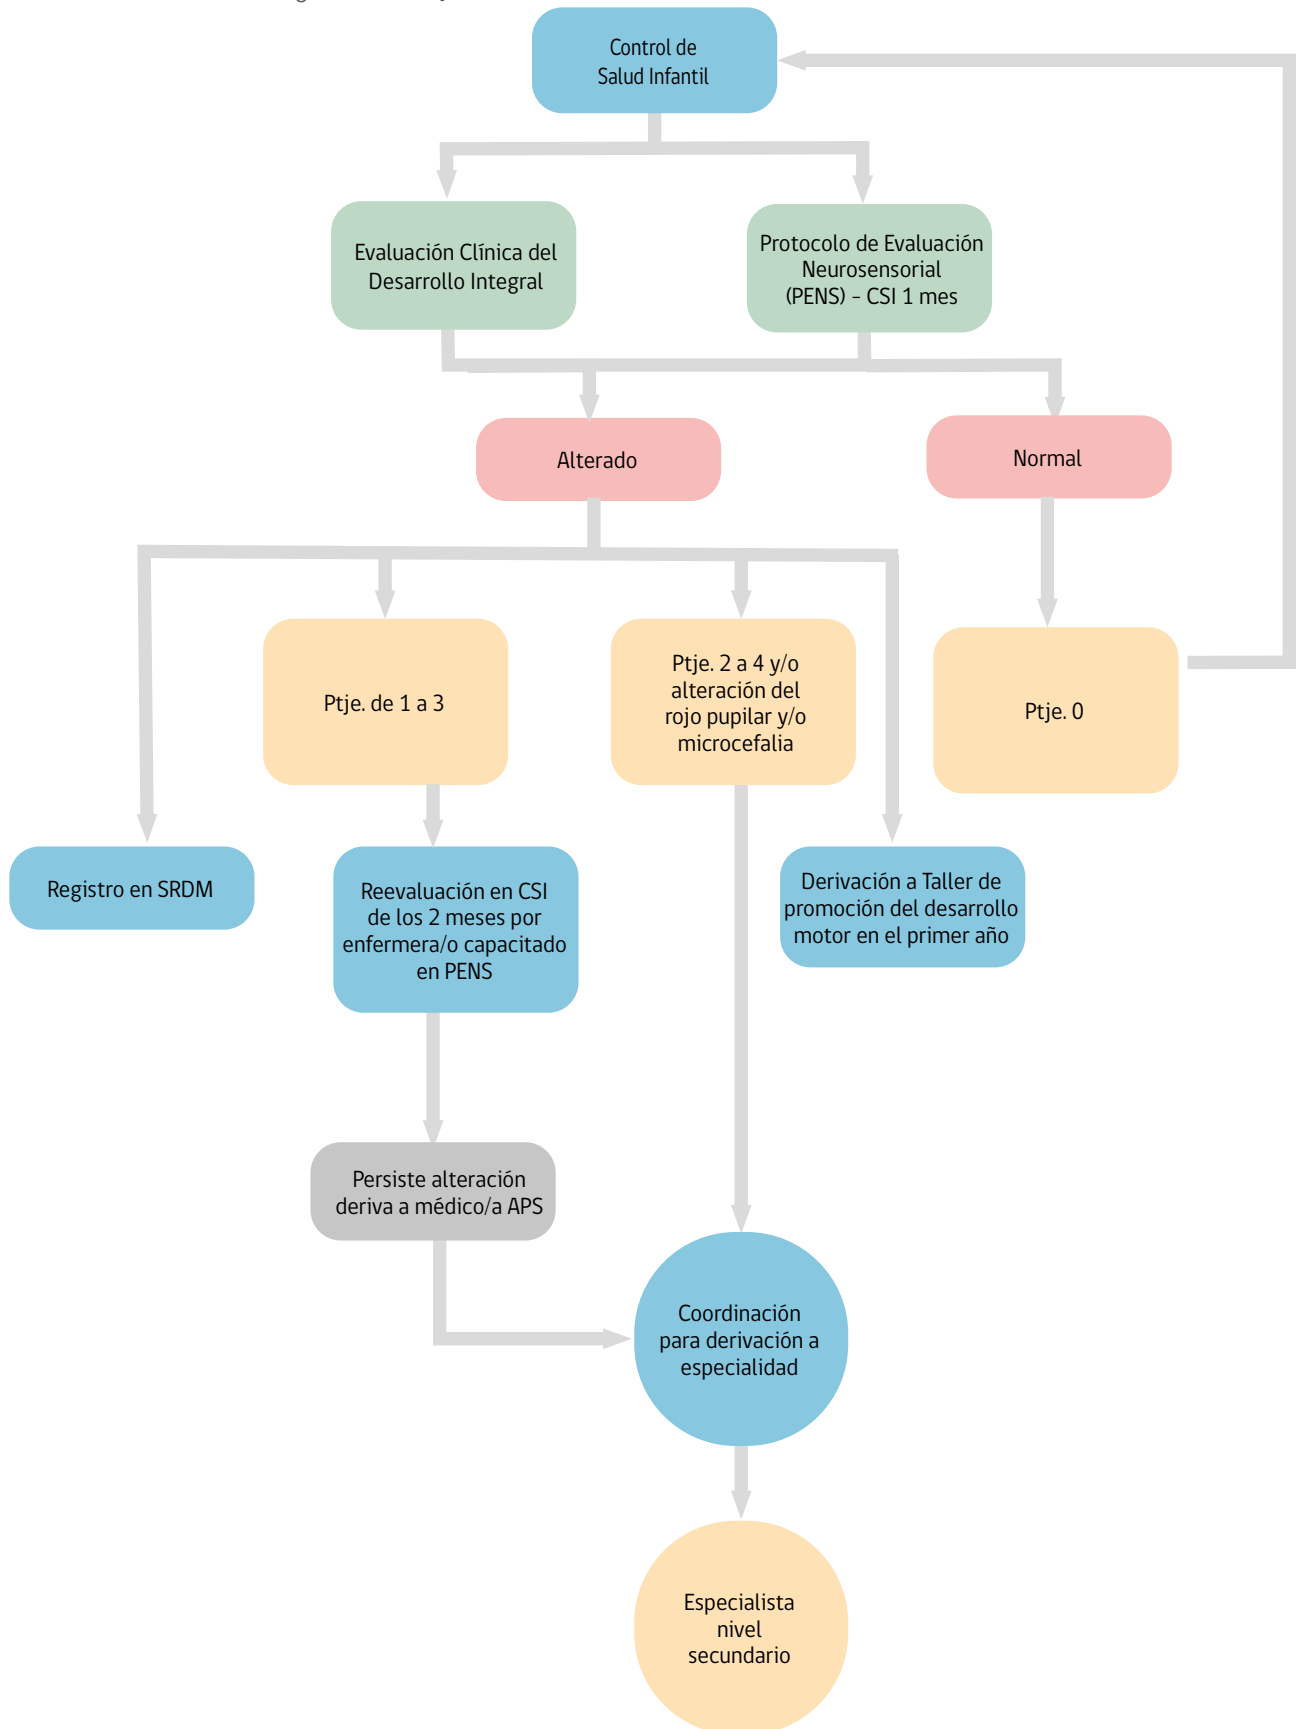 Control de
Salud Infantil
Evaluación Clínica del
Desarrollo Integral
Protocolo de Evaluación
Neurosensorial
(PENS) – CSI 1 mes
Alterado
Normal
Ptje. de 1 a 3
Ptje. 2 a 4 y/o
alteración del
rojo pupilar y/o
microcefalia
Ptje. 0
Registro en SRDM
Reevaluación en CSI
de los 2 meses por
enfermera/o capacitado
en PENS
Derivación a Taller de
promoción del desarrollo
motor en el primer año
Persiste alteración
deriva a médico/a APS
Coordinación
para derivación a
especialidad
Especialista
nivel
secundario